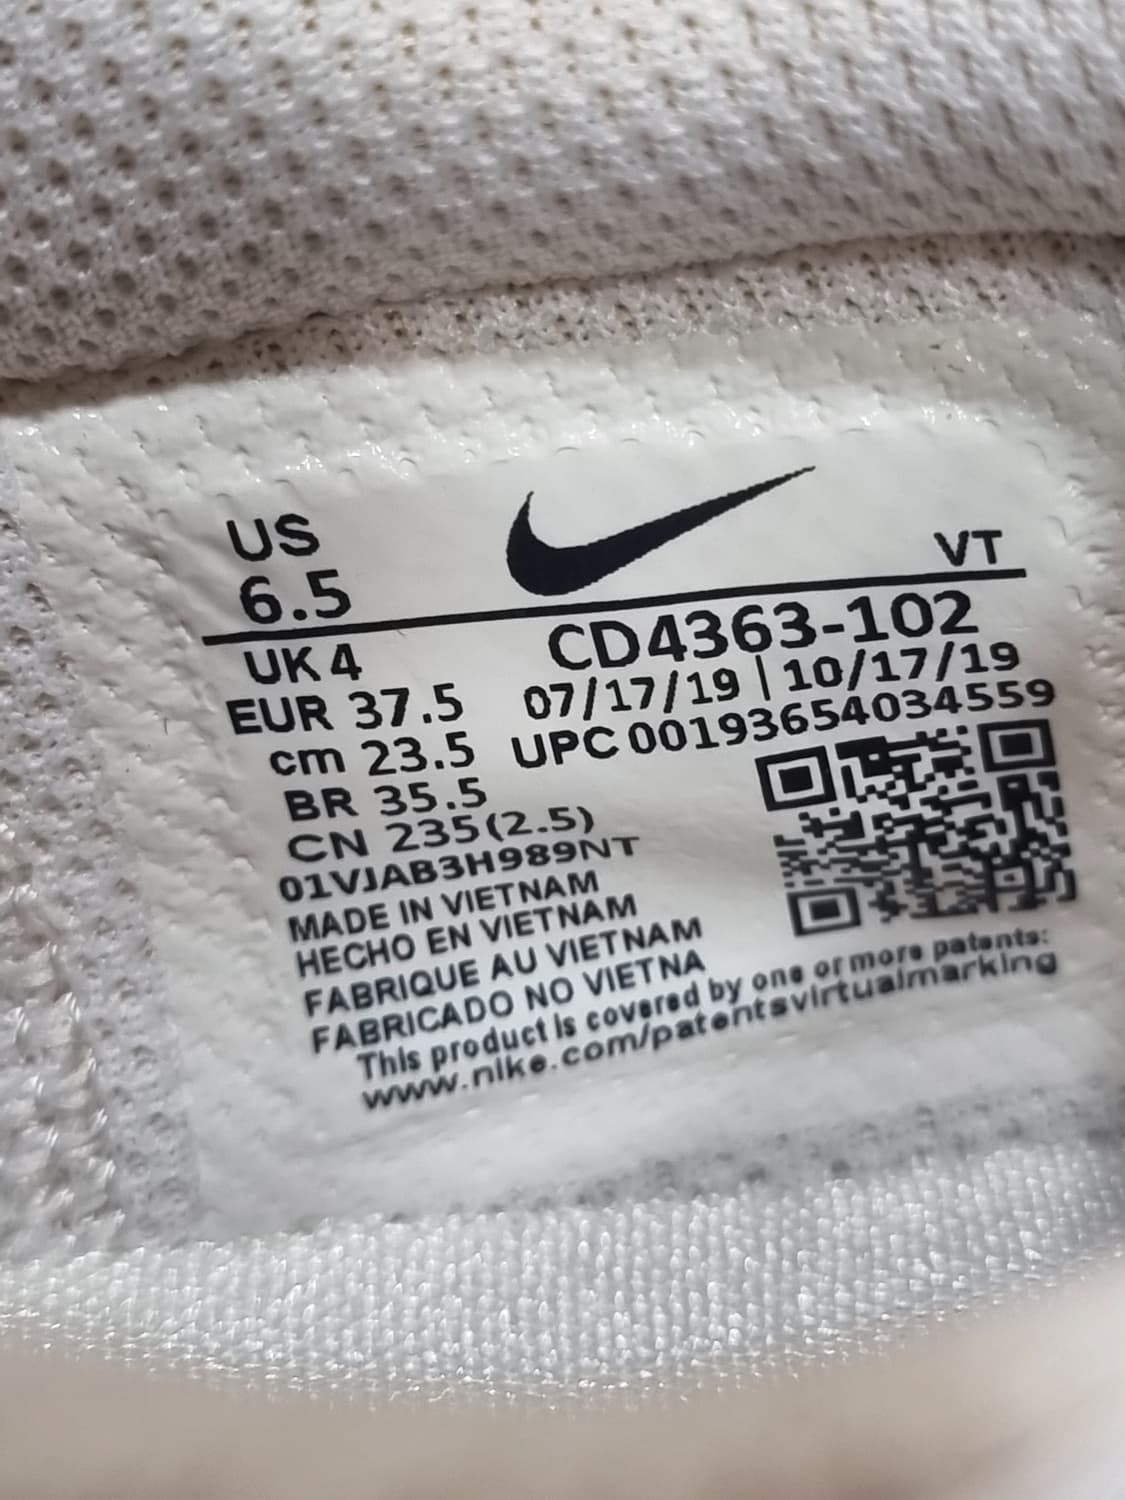 US
6.5
VT
UK 4
CD4363-102
EUR 37.5
07/17/19 | 10/17/19
cm 23.5
UPC 00193654034559
BR 35.5
CN 235(2.5)
01VJAB3H989NT
MADE IN VIETNAM
HECHO EN VIETNAM
FABRIQUE AU VIETNAM
FABRICADO NO VIETNA
This product is covered by one or more patents:
www.nike.com/patentsvirtualmarking